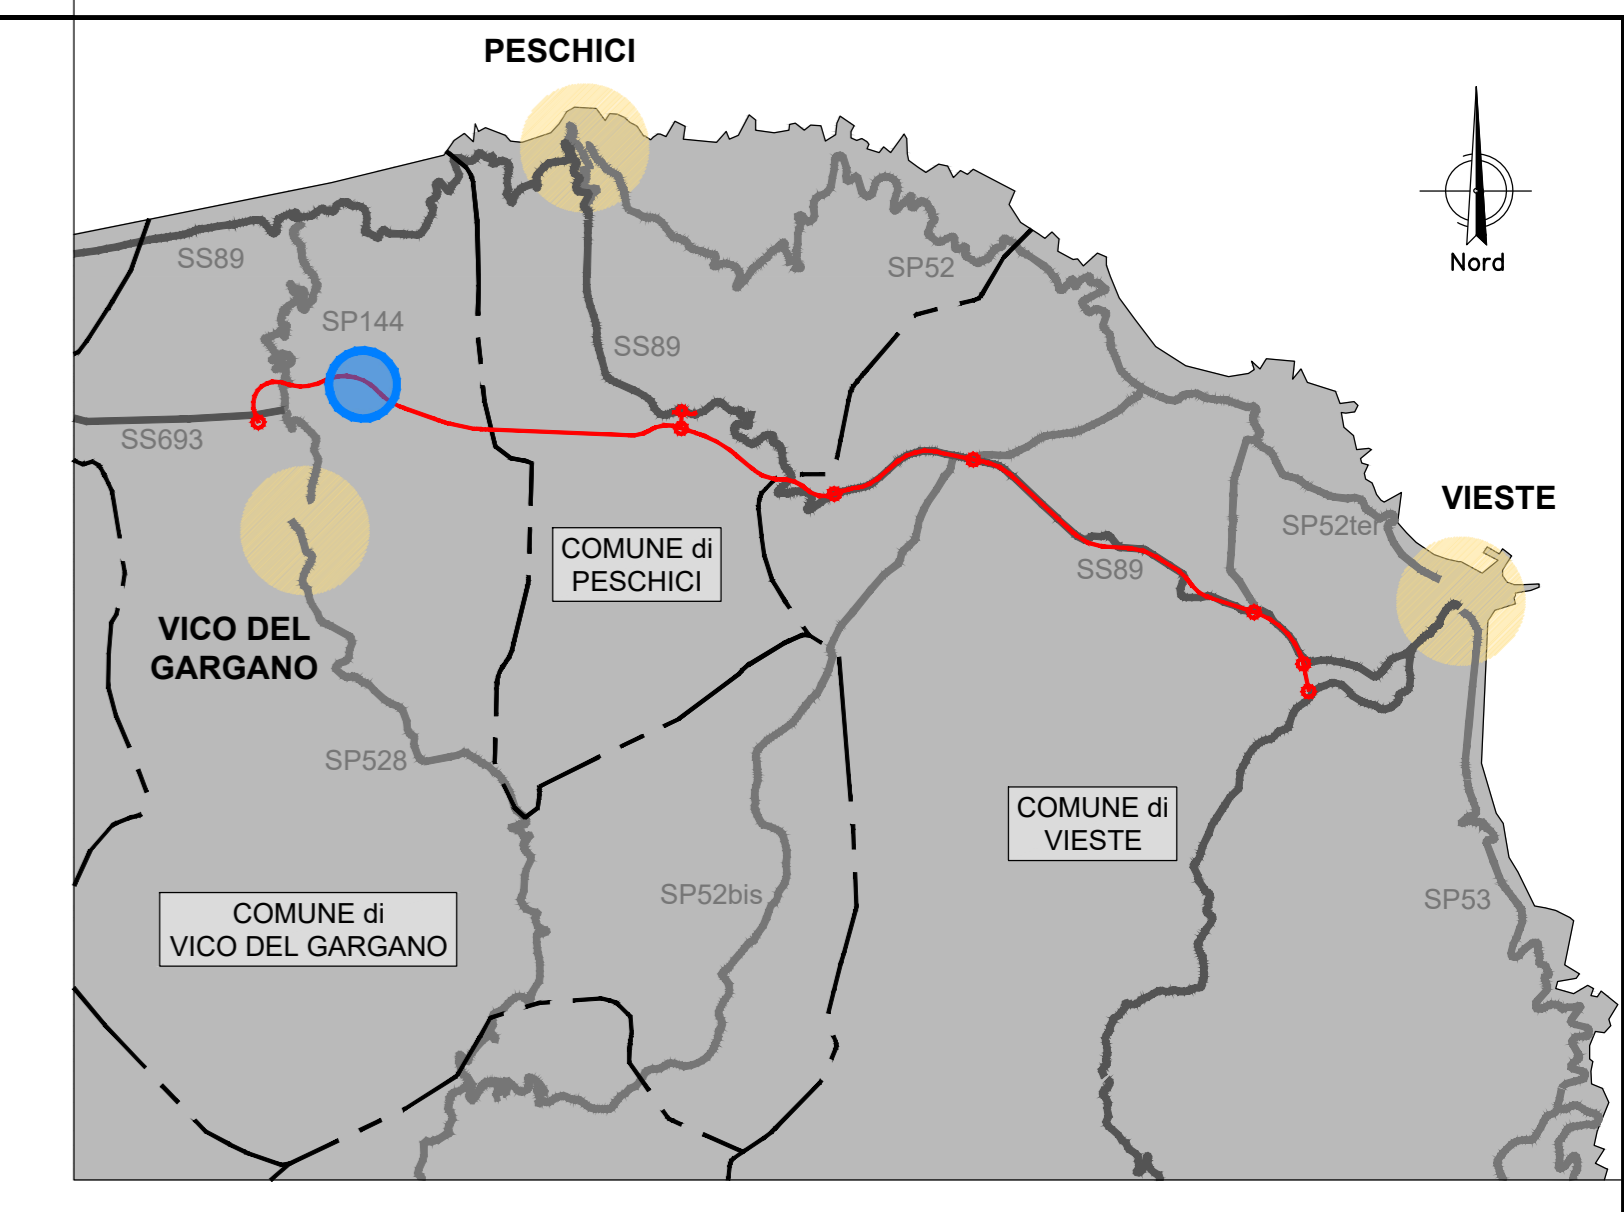 PESCHICI
Nord
SS89
SP52
SP144
SS89
SS693
VIESTE
SP52ter
COMUNE di
PESCHICI
SS89
VICO DEL
GARGANO
SP528
COMUNE di
VIESTE
SP52bis
SP53
COMUNE di
VICO DEL GARGANO